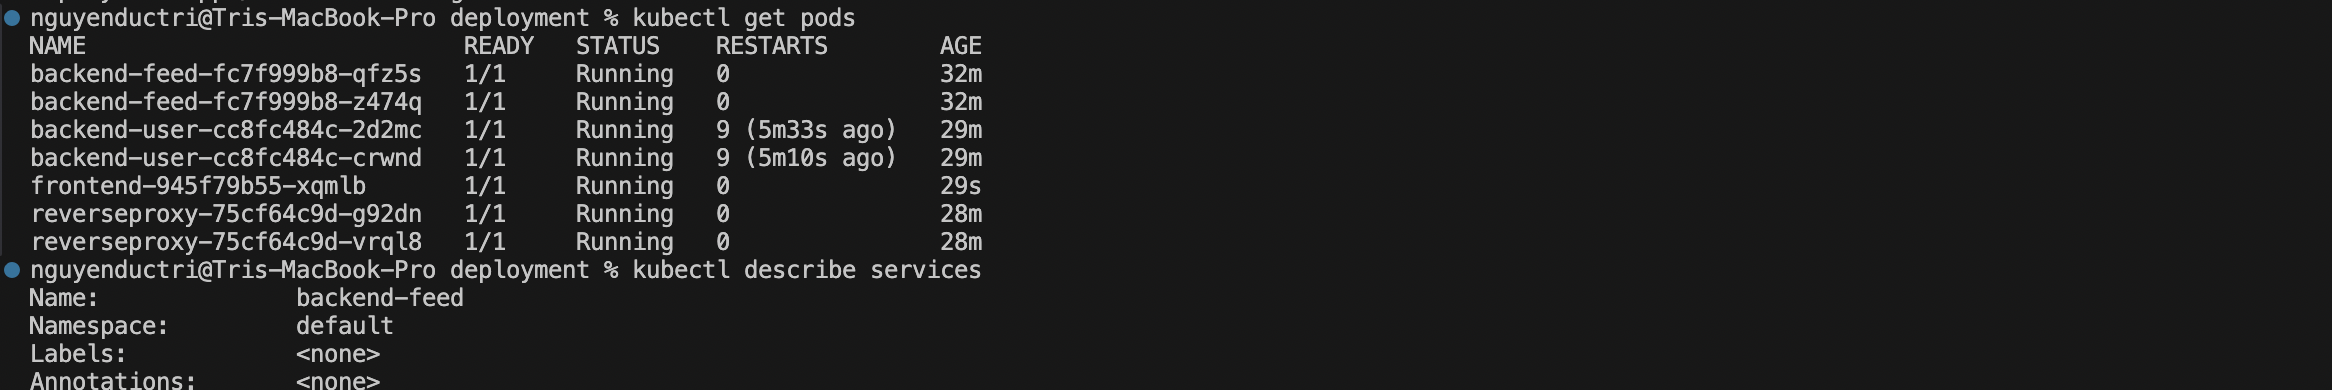 nguyenductri@Tris-MacBook-Pro deployment % kubectl get pods
NAME READY STATUS RESTARTS AGE
backend-feed-fc7f999b8-qfz5s 1/1 Running 0 32m
backend-feed-fc7f999b8-z474q 1/1 Running 0 32m
backend-user-cc8fc484c-2d2mc 1/1 Running 9 (5m33s ago) 29m
backend-user-cc8fc484c-crwnd 1/1 Running 9 (5m10s ago) 29m
frontend-945f79b55-xqmlb 1/1 Running 0 29s
reverseproxy-75cf64c9d-g92dn 1/1 Running 0 28m
reverseproxy-75cf64c9d-vrql8 1/1 Running 0 28m
nguyenductri@Tris-MacBook-Pro deployment % kubectl describe services
Name: backend-feed
Namespace: default
Labels: <none>
Annotations: <none>